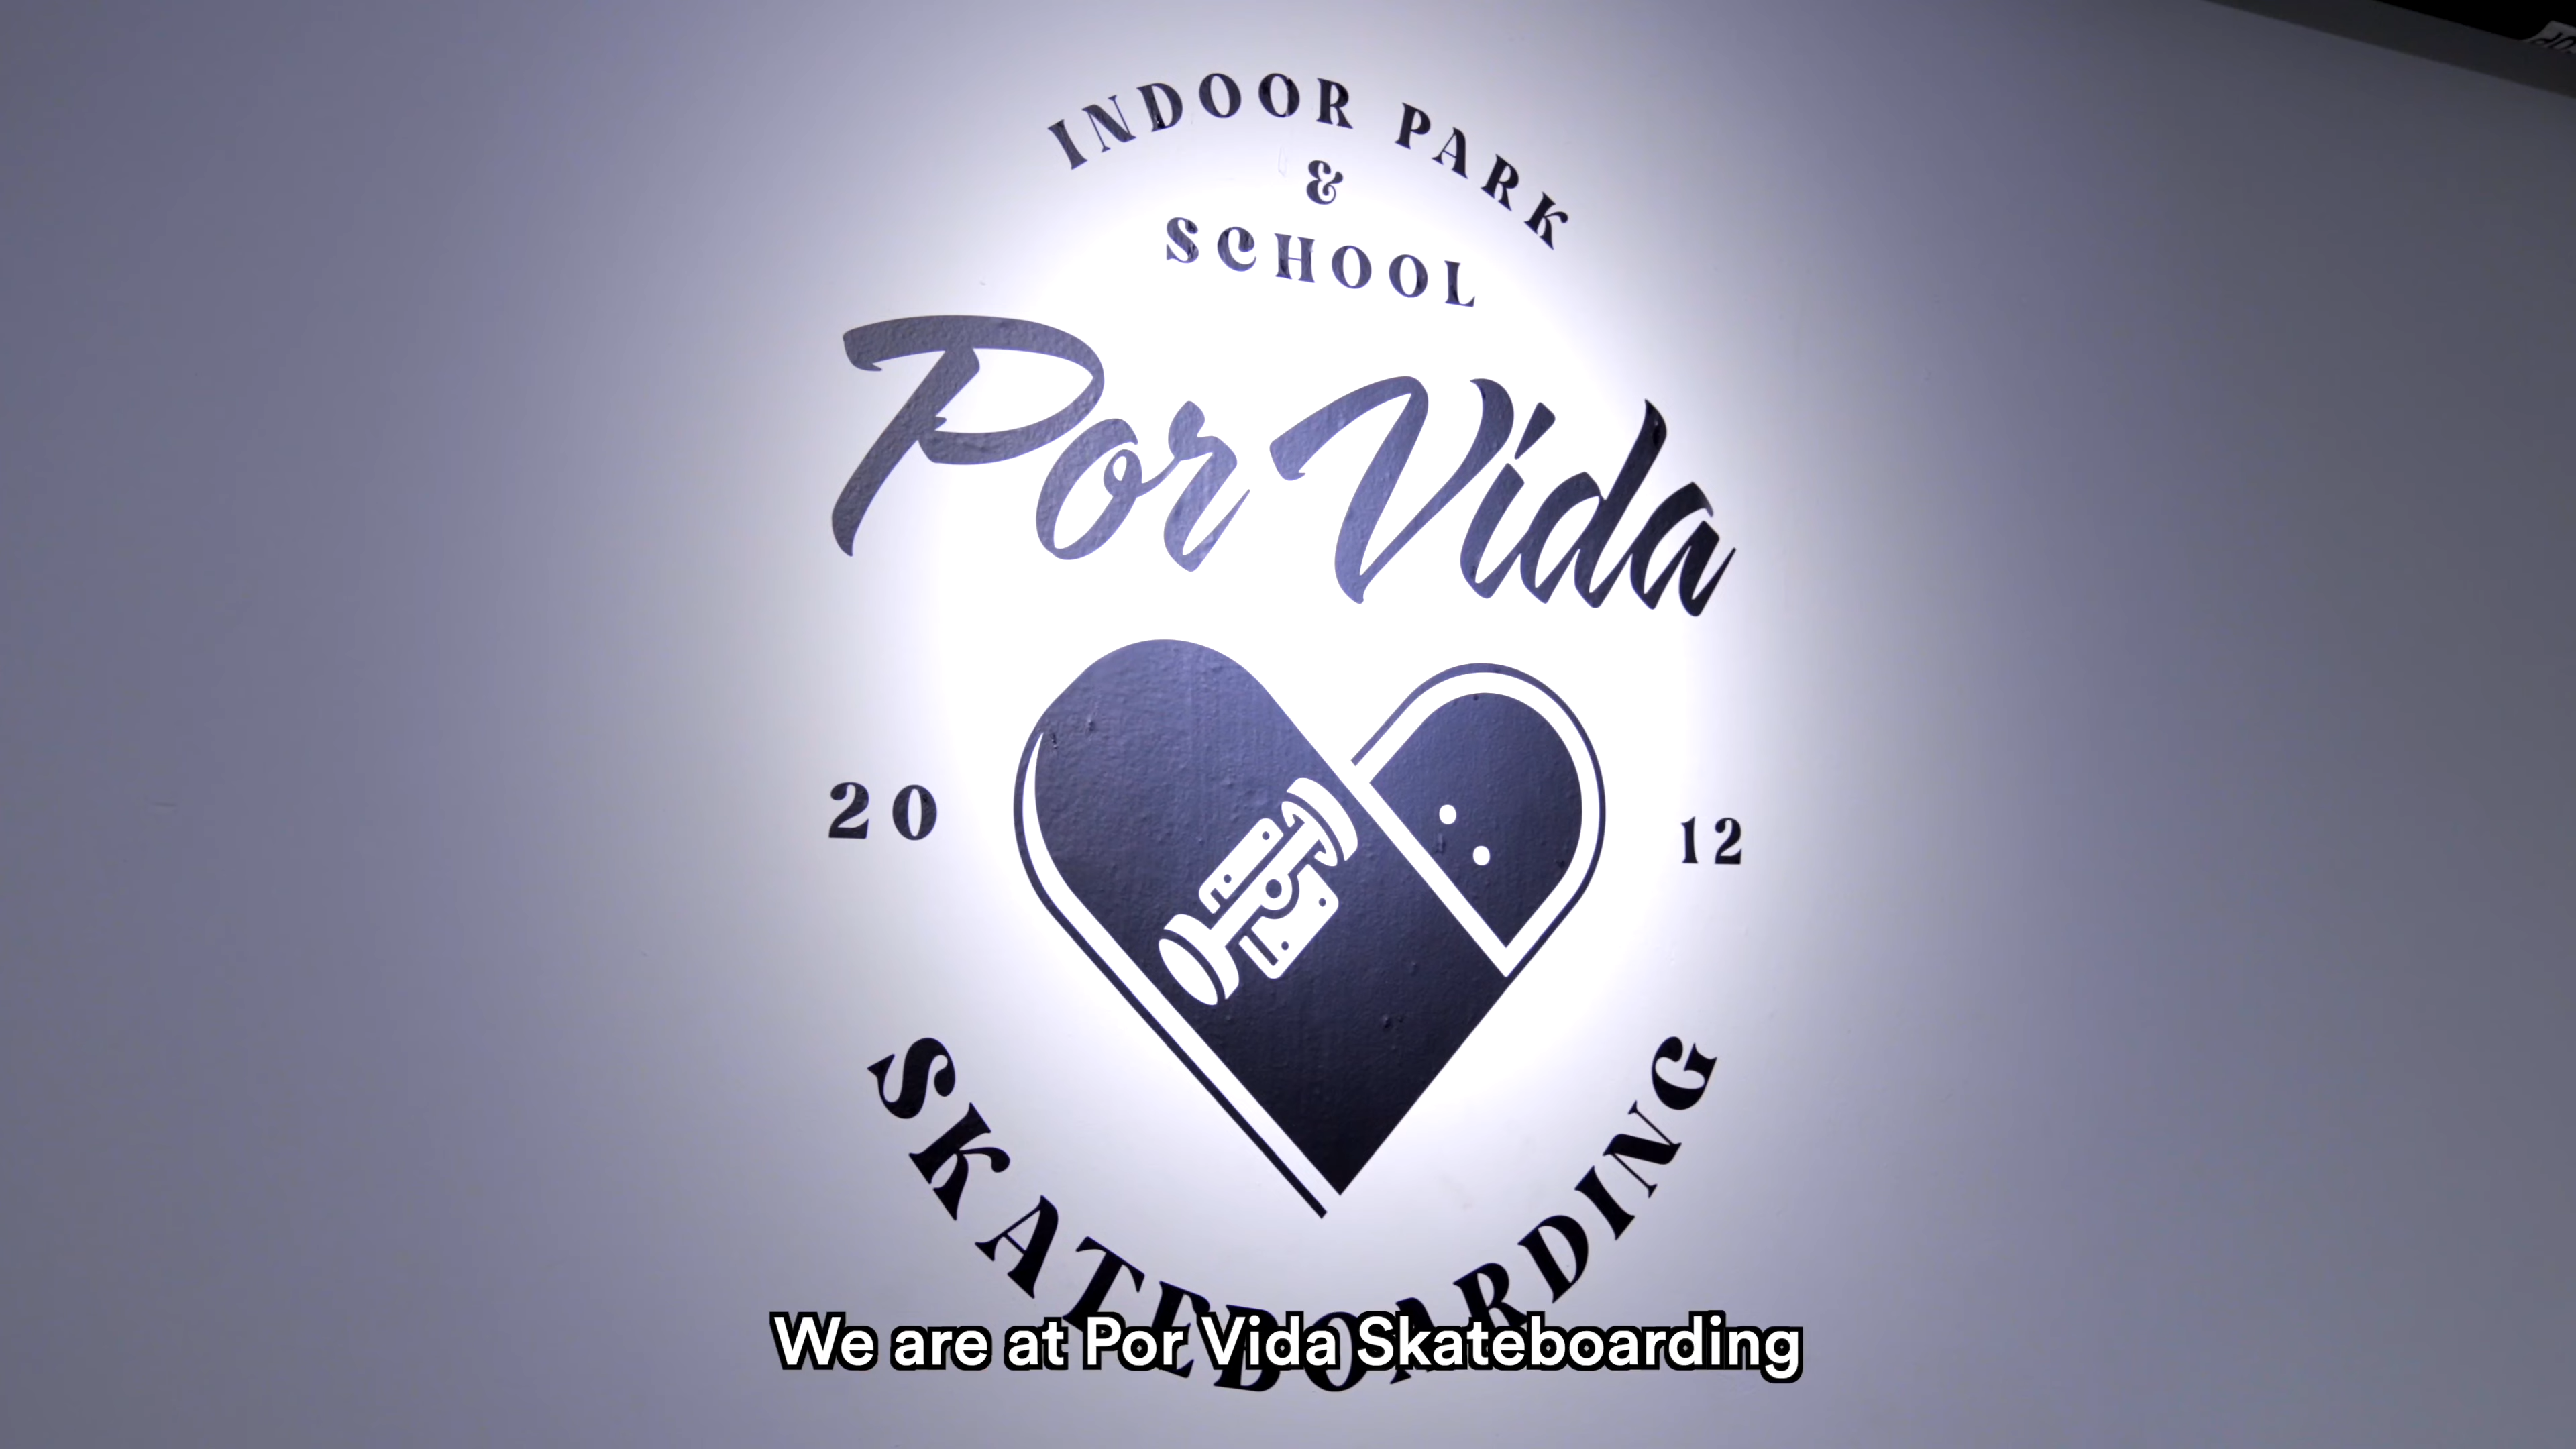 INDOOR PARK
&
SCHOOL
Por Vida
20 12
SKATEBOARDING
We are at Por Vida Skateboarding